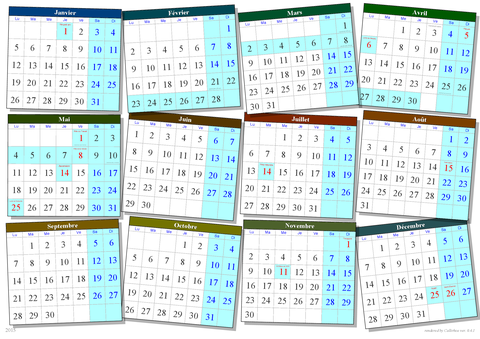 Janvier
Lu Ma Me Je Ve Sa Di
1 2 3 4
5 6 7 8 9 10 11
12 13 14 15 16 17 18
19 20 21 22 23 24 25
26 27 28 29 30 31
Février
Lu Ma Me Je Ve Sa Di
1
2 3 4 5 6 7 8
9 10 11 12 13 14 15
16 17 18 19 20 21 22
23 24 25 26 27 28
Mars
Lu Ma Me Je Ve Sa Di
1
2 3 4 5 6 7 8
9 10 11 12 13 14 15
16 17 18 19 20 21 22
23 24 25 26 27 28 29
30 31
Avril
Lu Ma Me Je Ve Sa Di
1 2 3 4 5
6 7 8 9 10 11 12
13 14 15 16 17 18 19
20 21 22 23 24 25 26
27 28 29 30
Mai
Lu Ma Me Je Ve Sa Di
1 2 3
4 5 6 7 8 9 10
11 12 13 14 15 16 17
18 19 20 21 22 23 24
25 26 27 28 29 30 31
Juin
Lu Ma Me Je Ve Sa Di
1 2 3 4 5 6 7
8 9 10 11 12 13 14
15 16 17 18 19 20 21
22 23 24 25 26 27 28
29 30
Juillet
Lu Ma Me Je Ve Sa Di
1 2 3 4 5
6 7 8 9 10 11 12
13 14 15 16 17 18 19
20 21 22 23 24 25 26
27 28 29 30 31
Août
Lu Ma Me Je Ve Sa Di
1 2
3 4 5 6 7 8 9
10 11 12 13 14 15 16
17 18 19 20 21 22 23
24 25 26 27 28 29 30
31
Septembre
Lu Ma Me Je Ve Sa Di
1 2 3 4 5 6
7 8 9 10 11 12 13
14 15 16 17 18 19 20
21 22 23 24 25 26 27
28 29 30
Octobre
Lu Ma Me Je Ve Sa Di
1 2 3 4
5 6 7 8 9 10 11
12 13 14 15 16 17 18
19 20 21 22 23 24 25
26 27 28 29 30 31
Novembre
Lu Ma Me Je Ve Sa Di
1
2 3 4 5 6 7 8
9 10 11 12 13 14 15
16 17 18 19 20 21 22
23 24 25 26 27 28 29
30
Décembre
Lu Ma Me Je Ve Sa Di
1 2 3 4 5 6
7 8 9 10 11 12 13
14 15 16 17 18 19 20
21 22 23 24 25 26 27
28 29 30 31
2015